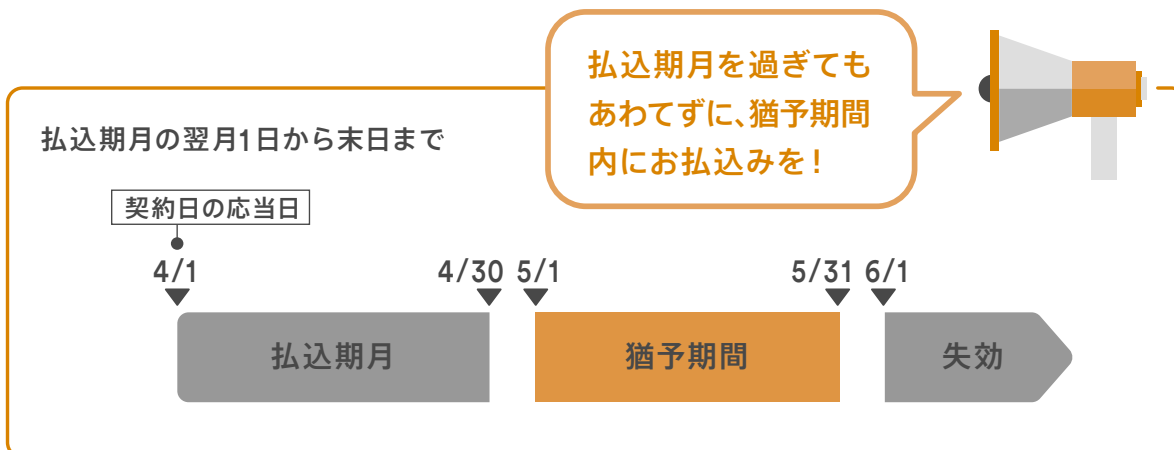 払込期月を過ぎても
あわてずに、猶予期間
内にお払込みを！
払込期月の翌月1日から末日まで
契約日の応当日
4/1 4/30 5/1 5/31 6/1
払込期月 猶予期間 失効